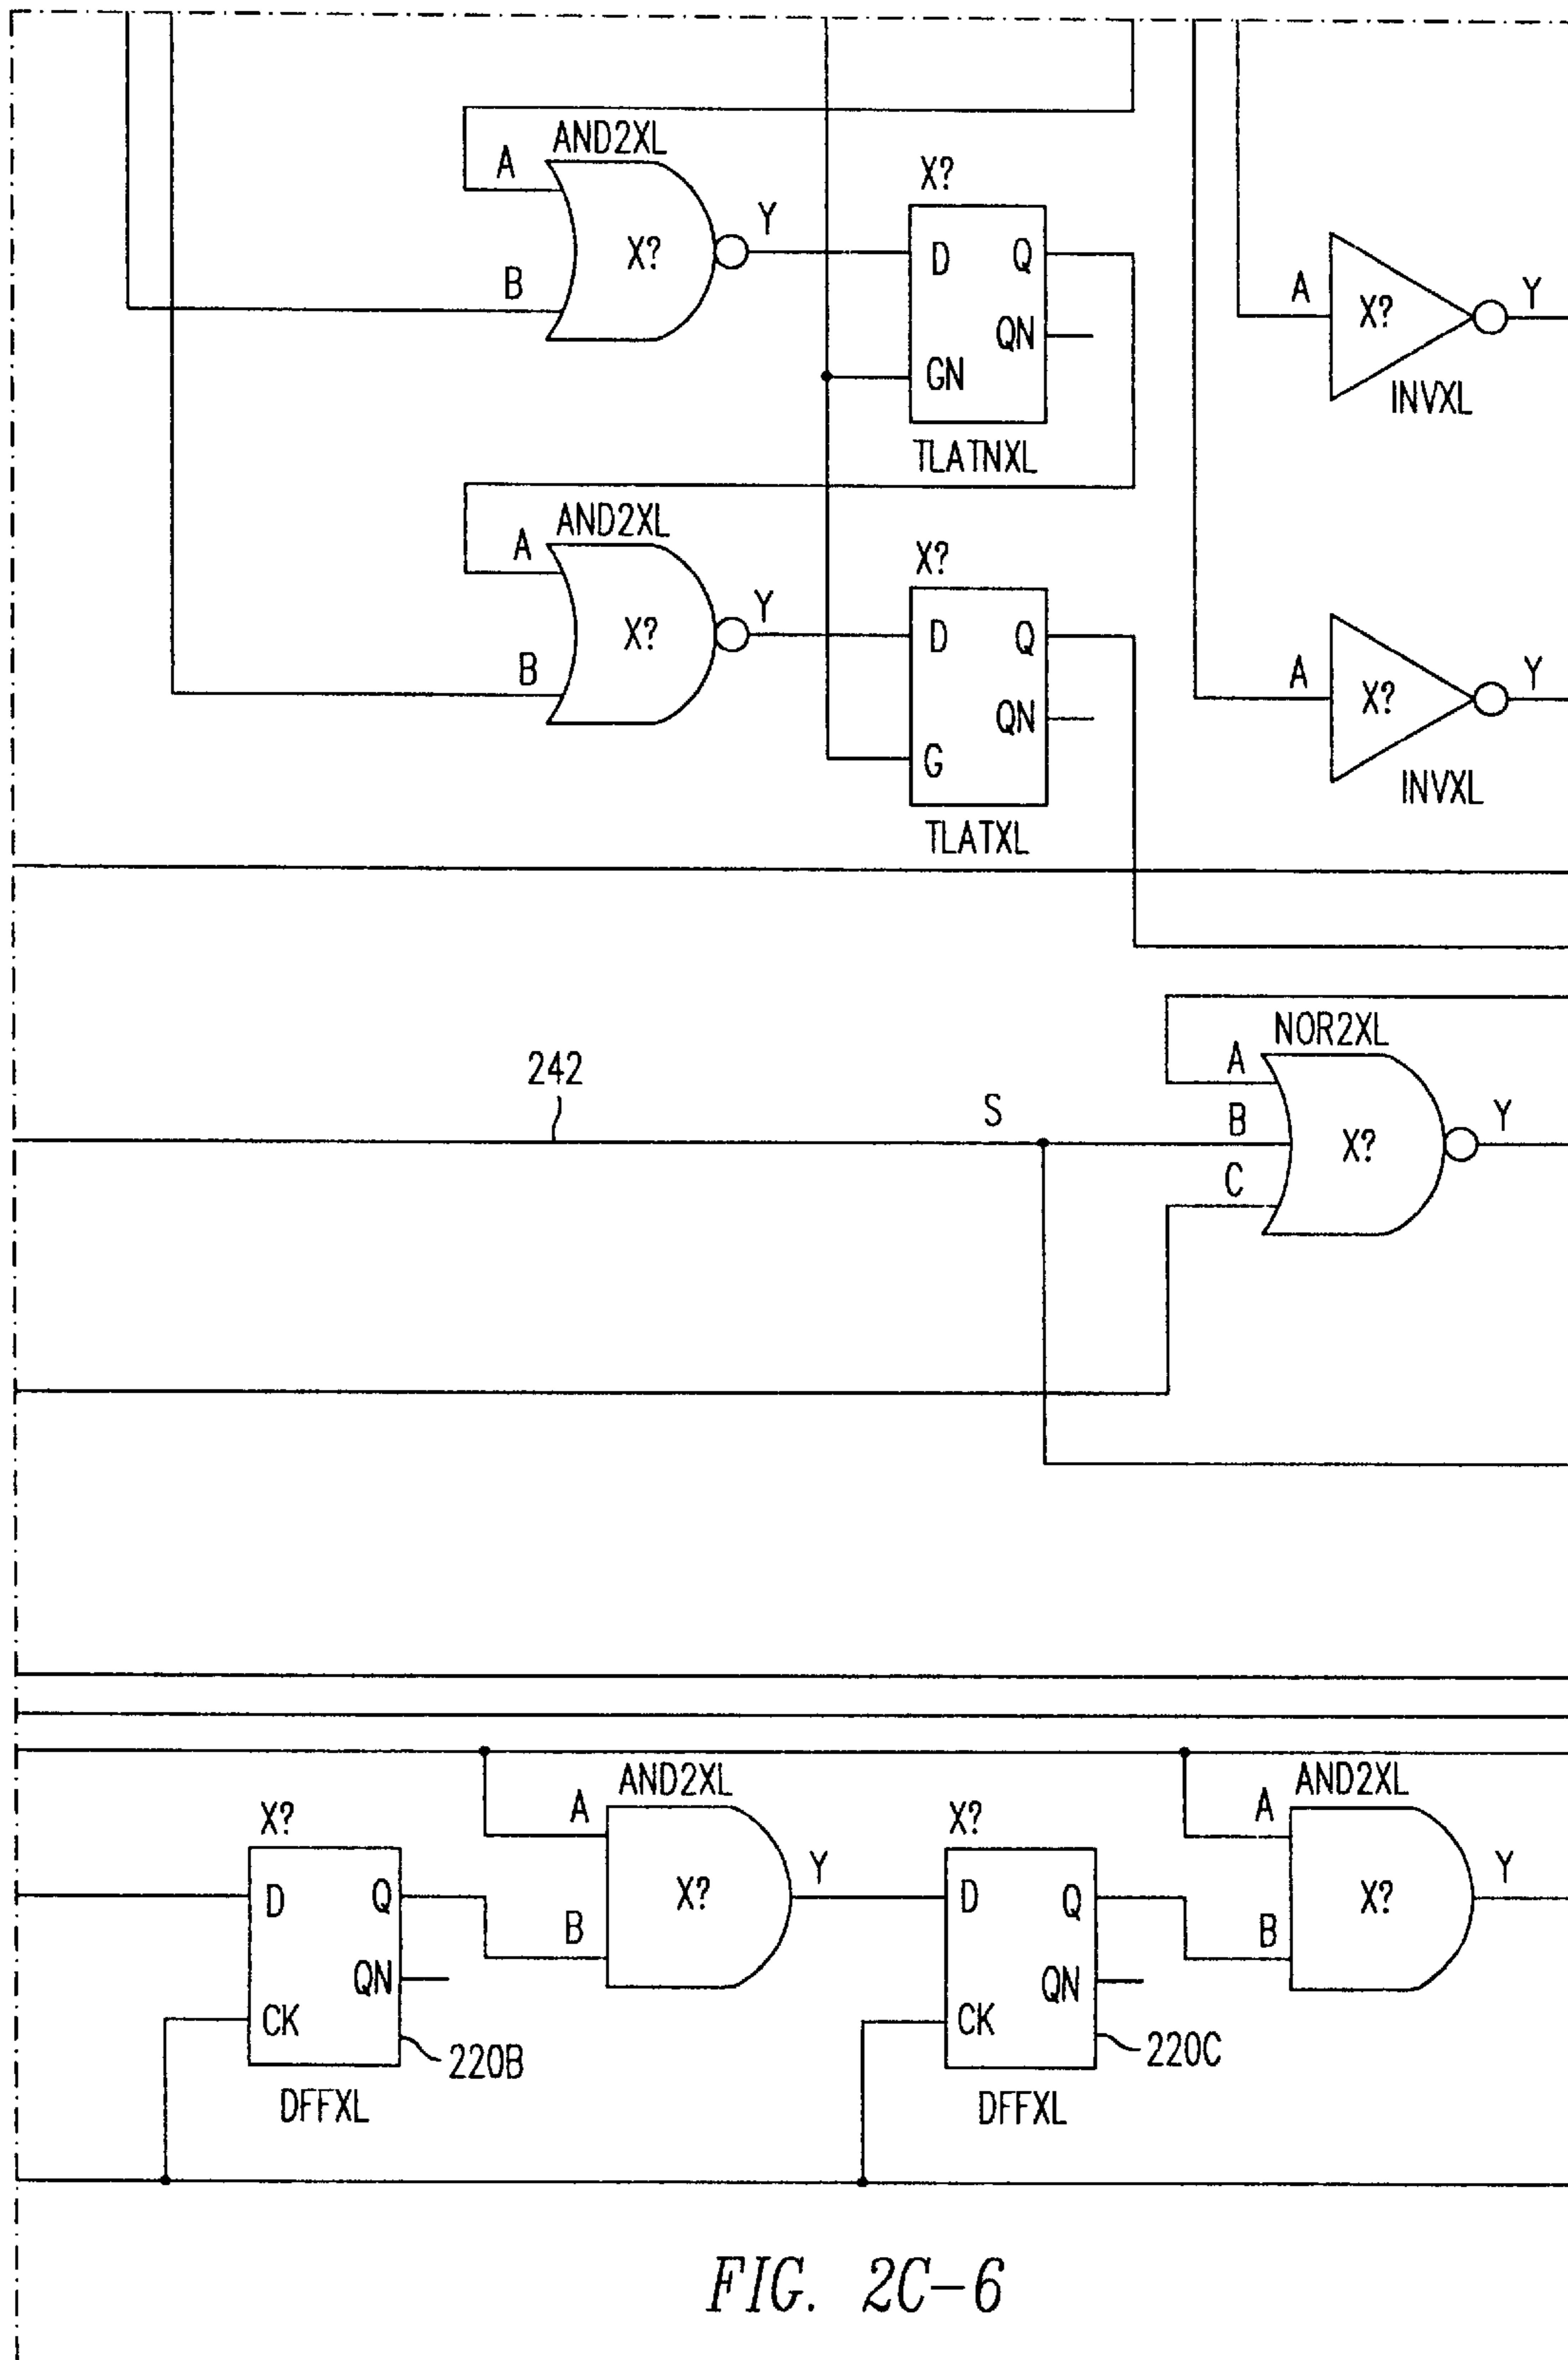 AND2XL
A
X?
Y
B
X?
D
Q
QN
GN
TLATNXL
A
X?
Y
INVXL
AND2XL
A
X?
Y
B
X?
D
Q
QN
G
TLATXL
A
X?
Y
INVXL
242
S
NOR2XL
A
B
C
X?
Y
X?
D
Q
QN
CK
220B
DFFXL
AND2XL
A
B
X?
Y
X?
D
Q
QN
CK
220C
DFFXL
AND2XL
A
B
X?
Y
FIG. 2C-6